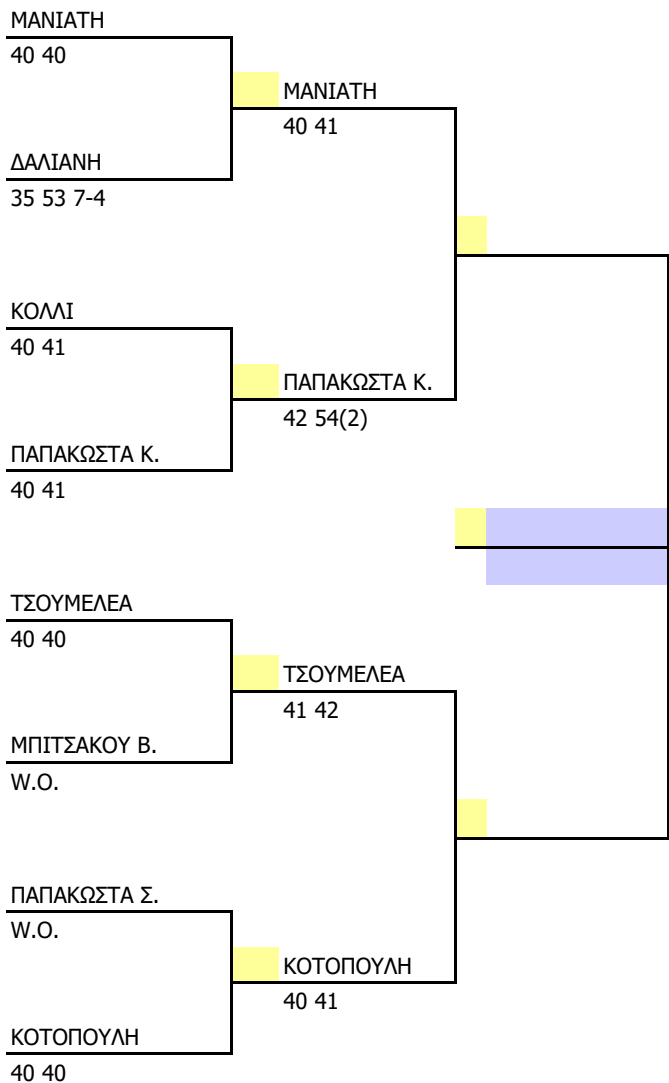 ΜΑΝΙΑΤΗ
40 40
ΜΑΝΙΑΤΗ
40 41
ΔΑΛΙΑΝΗ
35 53 7-4
ΚΟΛΛΙ
40 41
ΠΑΠΑΚΩΣΤΑ Κ.
42 54(2)
ΠΑΠΑΚΩΣΤΑ Κ.
40 41
ΤΣΟΥΜΕΛΕΑ
40 40
ΤΣΟΥΜΕΛΕΑ
41 42
ΜΠΙΤΣΑΚΟΥ Β.
W.O.
ΠΑΠΑΚΩΣΤΑ Σ.
W.O.
ΚΟΤΟΠΟΥΛΗ
40 41
ΚΟΤΟΠΟΥΛΗ
40 40